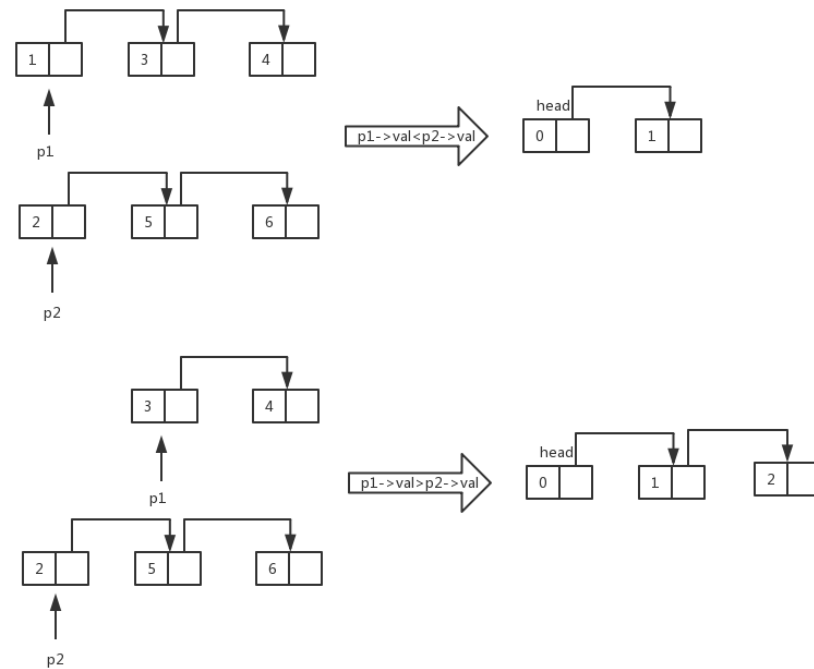 1 3 4
p1
p1->val<p2->val
head
0 1
2 5 6
p2
3 4
p1
p1->val>p2->val
head
0 1 2
2 5 6
p2